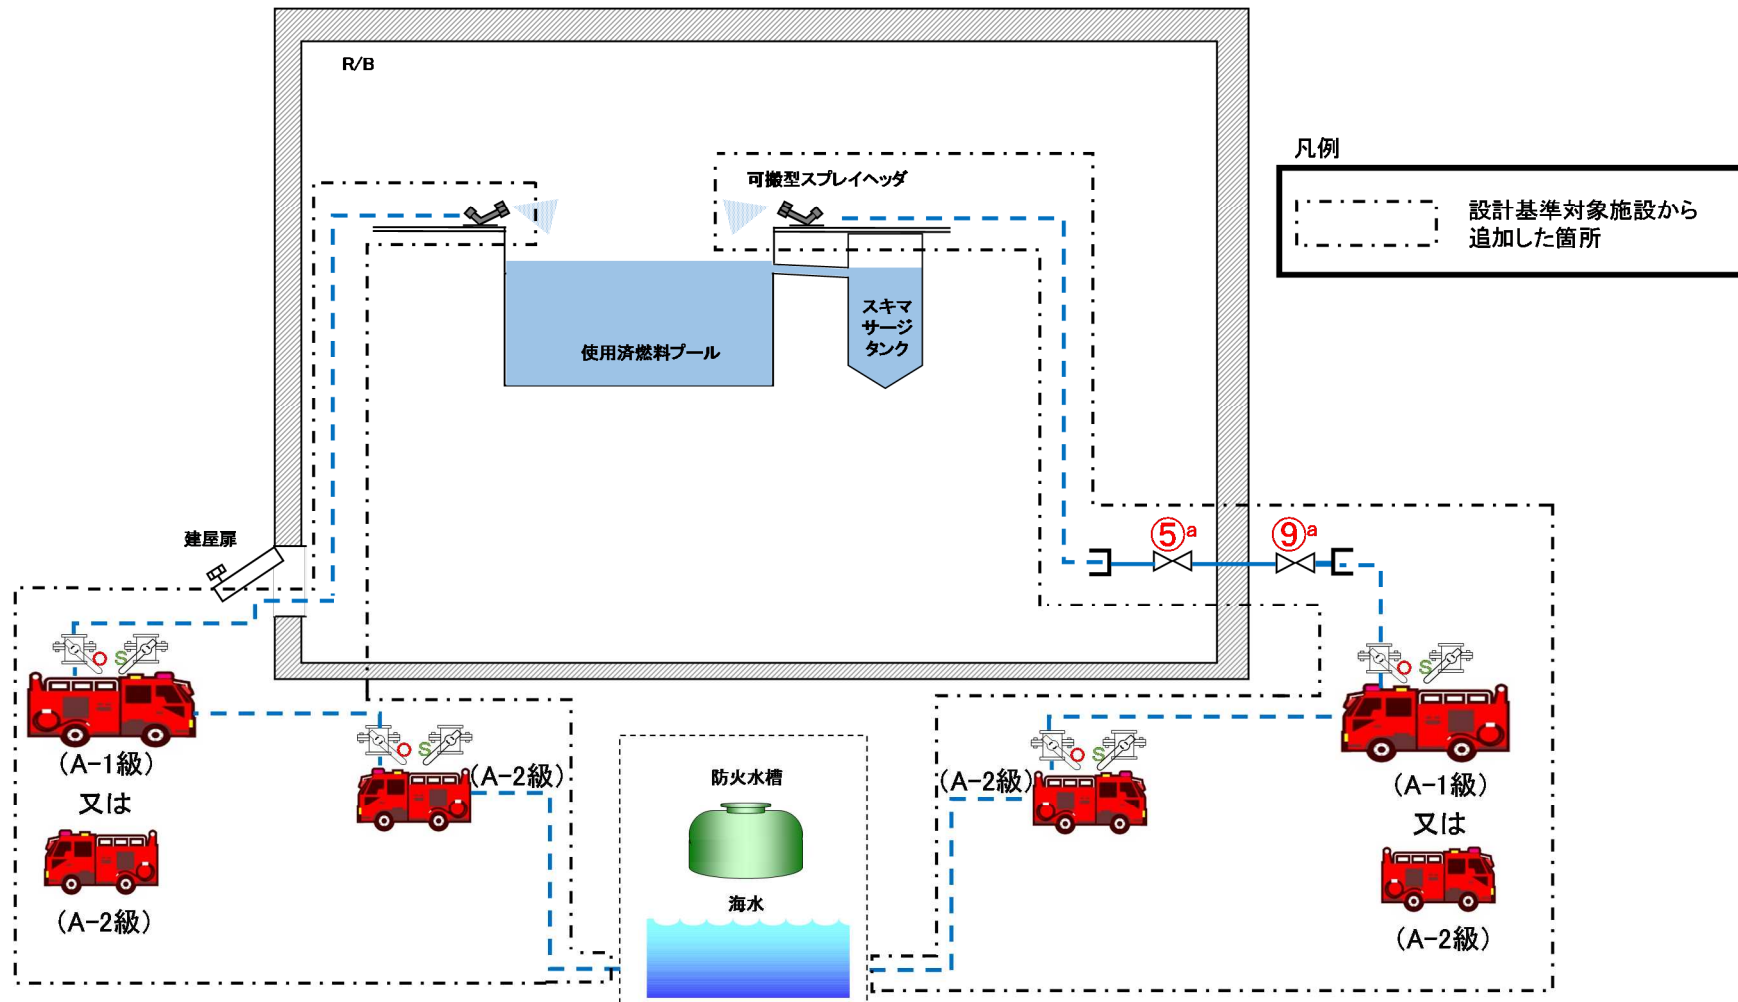 R/B
凡例
設計基準対象施設から
追加した箇所
可搬型スプレイヘッダ
スキマ
サージ
タンク
使用済燃料プール
建屋扉
⑤a
⑨a
O S
O S
(A-1級)
又は
(A-2級)
O S
(A-2級)
防火水槽
海水
O S
(A-2級)
(A-1級)
又は
(A-2級)